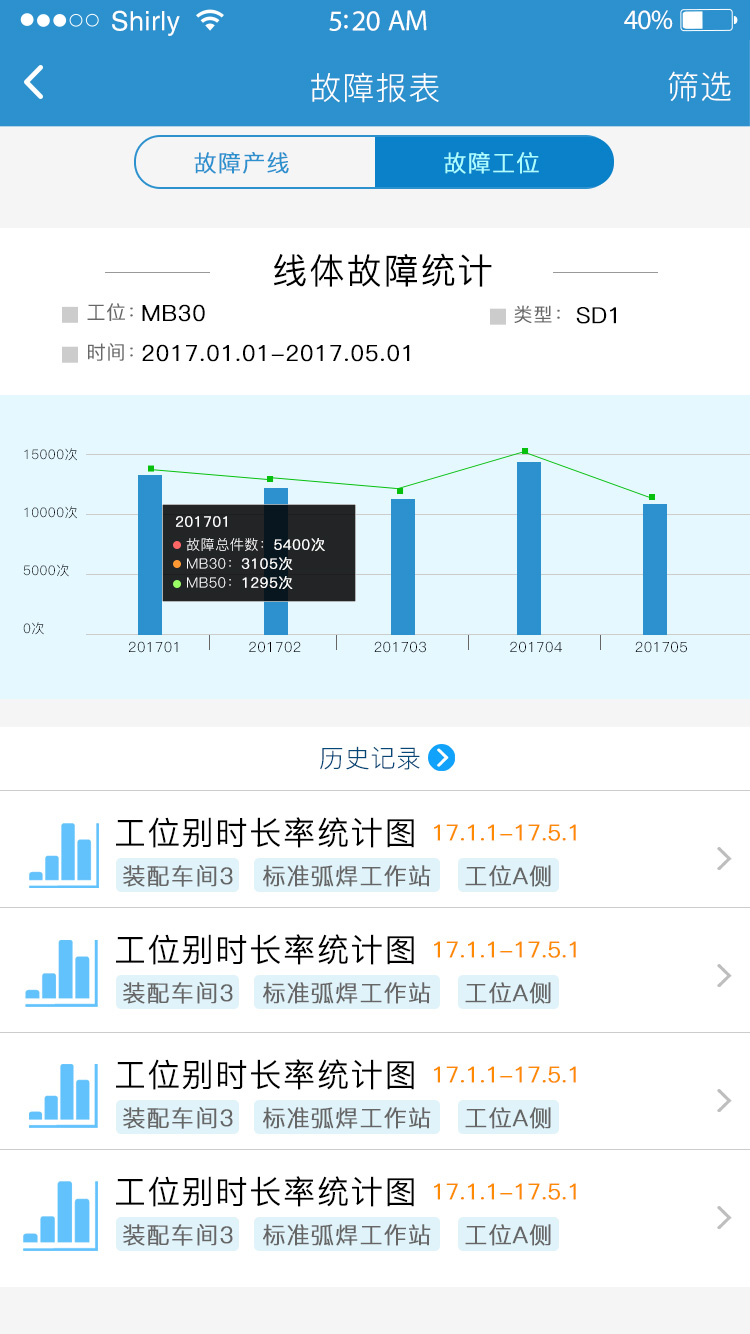 Shirly 5:20 AM 40%
故障报表 筛选
故障产线 故障工位
线体故障统计
工位: MB30 类型: SD1
时间: 2017.01.01-2017.05.01
15000次
10000次
5000次
0次
201701
故障总件数: 5400次
MB30: 3105次
MB50: 1295次
201701 201702 201703 201704 201705
历史记录
工位别时长率统计图 17.1.1-17.5.1
装配车间3 标准弧焊工作站 工位A侧
工位别时长率统计图 17.1.1-17.5.1
装配车间3 标准弧焊工作站 工位A侧
工位别时长率统计图 17.1.1-17.5.1
装配车间3 标准弧焊工作站 工位A侧
工位别时长率统计图 17.1.1-17.5.1
装配车间3 标准弧焊工作站 工位A侧